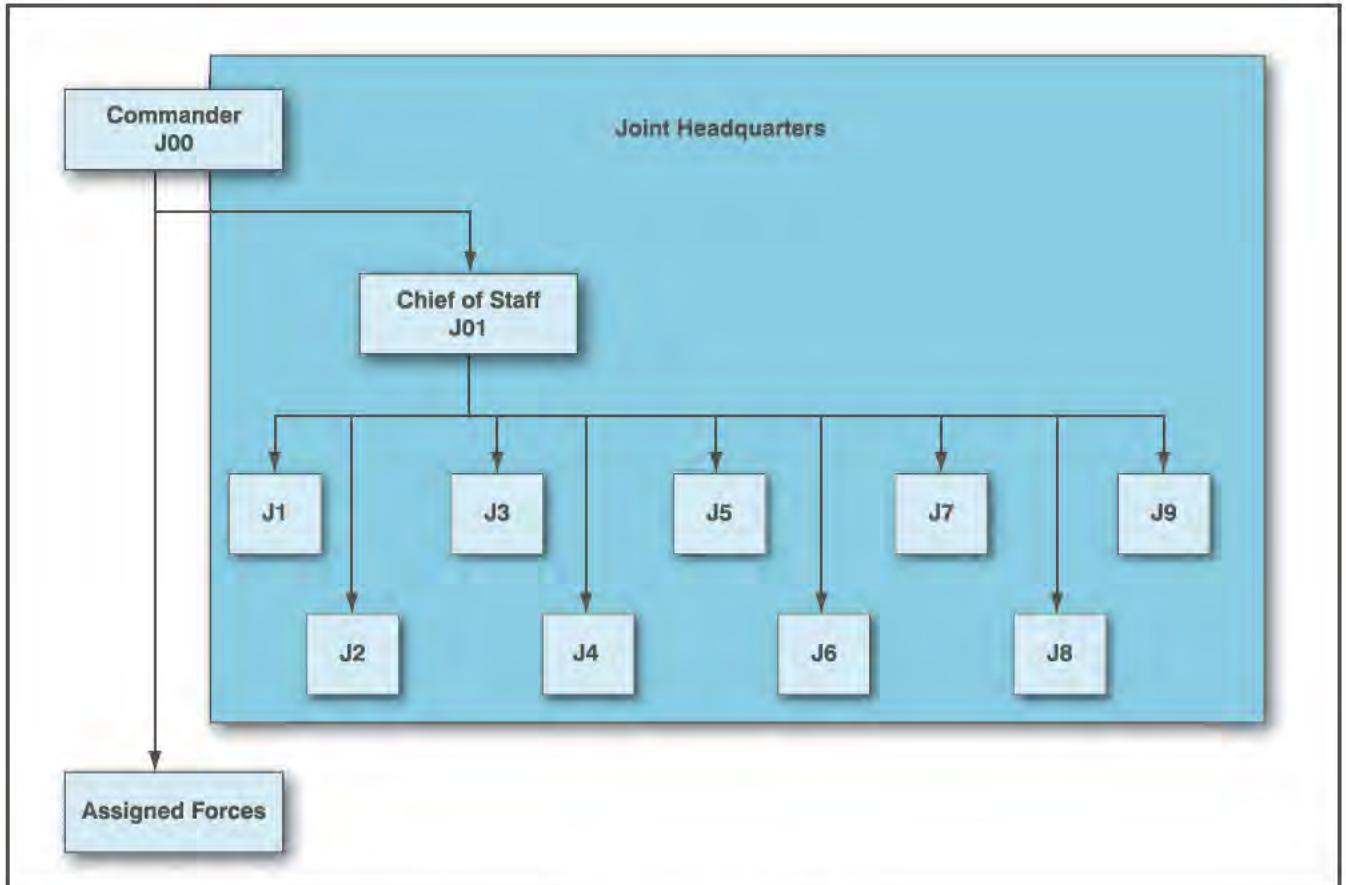 Commander
J00
Joint Headquarters
Chief of Staff
J01
J1
J3
J5
J7
J9
J2
J4
J6
J8
Assigned Forces